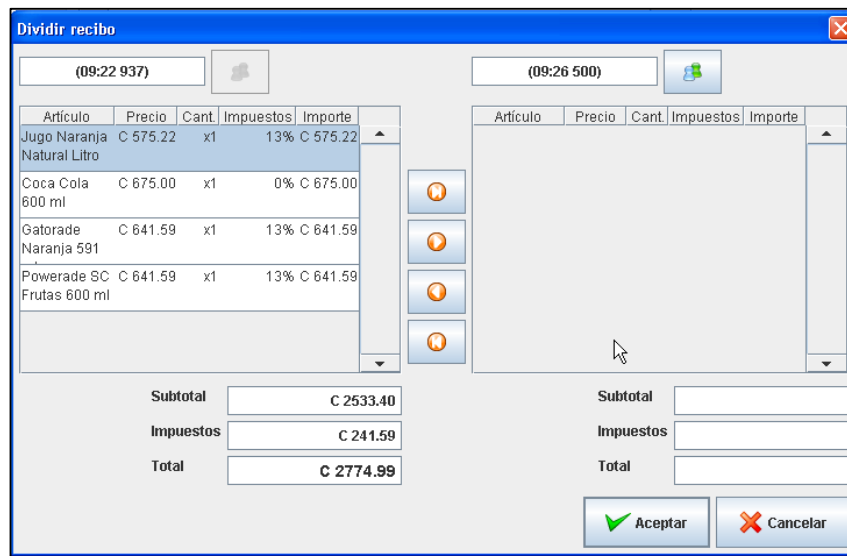 Dividir recibo
(09:22 937)
(09:26 500)
Artículo Precio Cant. Impuestos Importe
Artículo Precio Cant. Impuestos Importe
Jugo Naranja C 575.22 x1 13% C 575.22
Natural Litro
Coca Cola C 675.00 x1 0% C 675.00
600 ml
Gatorade C 641.59 x1 13% C 641.59
Naranja 591
Powerade SC C 641.59 x1 13% C 641.59
Frutas 600 ml
Subtotal C 2533.40
Subtotal
Impuestos C 241.59
Impuestos
Total C 2774.99
Total
Aceptar
Cancelar